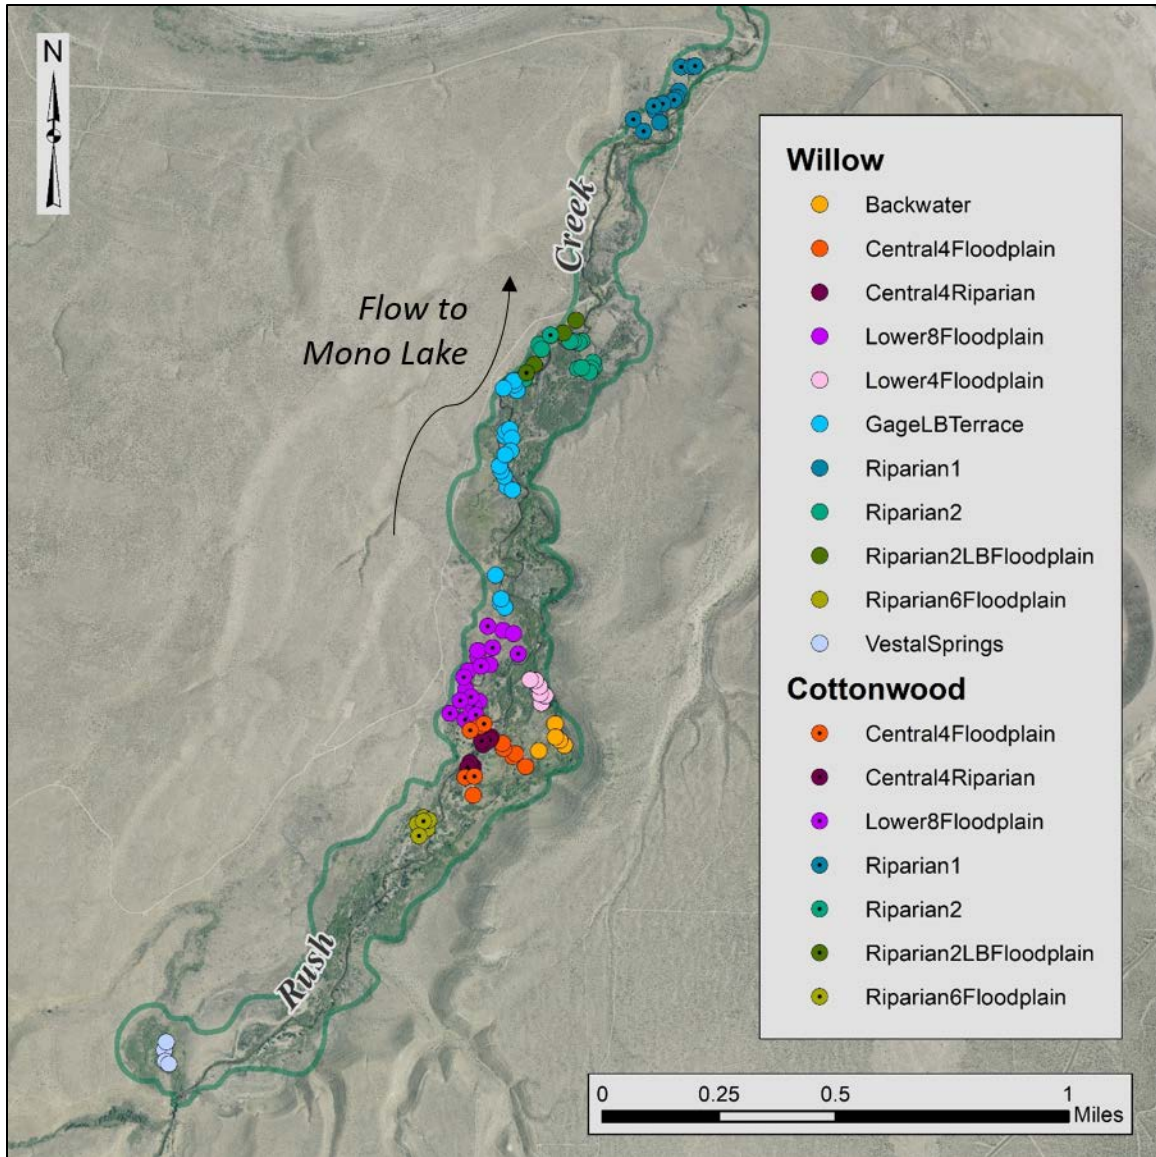 N
Creek
Flow to
Mono Lake
Rush
Willow
Backwater
Central4Floodplain
Central4Riparian
Lower8Floodplain
Lower4Floodplain
GageLBTerrace
Riparian1
Riparian2
Riparian2LBFloodplain
Riparian6Floodplain
VestalSprings
Cottonwood
Central4Floodplain
Central4Riparian
Lower8Floodplain
Riparian1
Riparian2
Riparian2LBFloodplain
Riparian6Floodplain
0 0.25 0.5 1
Miles